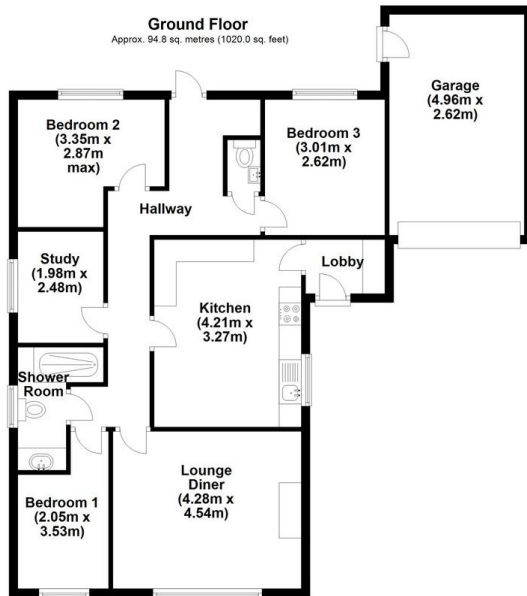 Ground Floor
Approx. 94.8 sq. metres (1020.0 sq. feet)
Garage
(4.96m x
2.62m)
Bedroom 2
(3.35m x
2.87m
max)
Bedroom 3
(3.01m x
2.62m)
Hallway
Study
(1.98m x
2.48m)
Lobby
Kitchen
(4.21m x
3.27m)
Shower
Room
Lounge
Diner
(4.28m x
4.54m)
Bedroom 1
(2.05m x
3.53m)